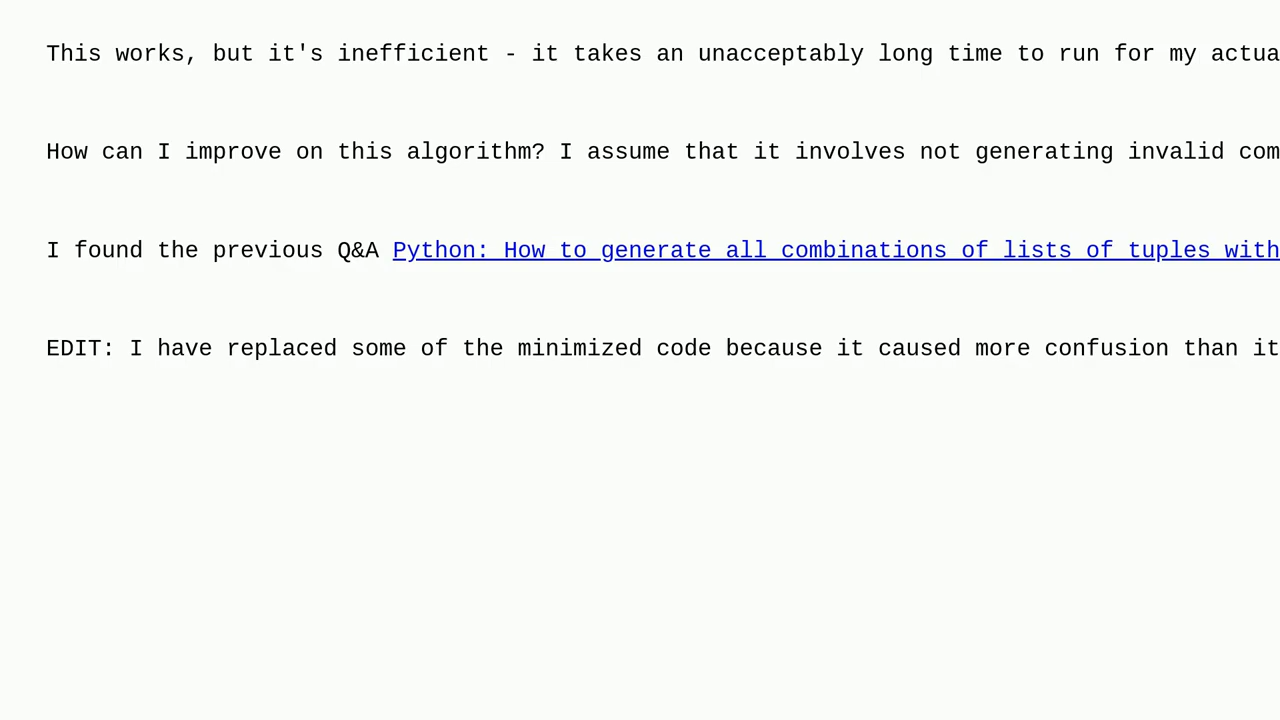 This works, but it's inefficient - it takes an unacceptably long time to run for my actua
How can I improve on this algorithm? I assume that it involves not generating invalid com
I found the previous Q&A Python: How to generate all combinations of lists of tuples with
EDIT: I have replaced some of the minimized code because it caused more confusion than it